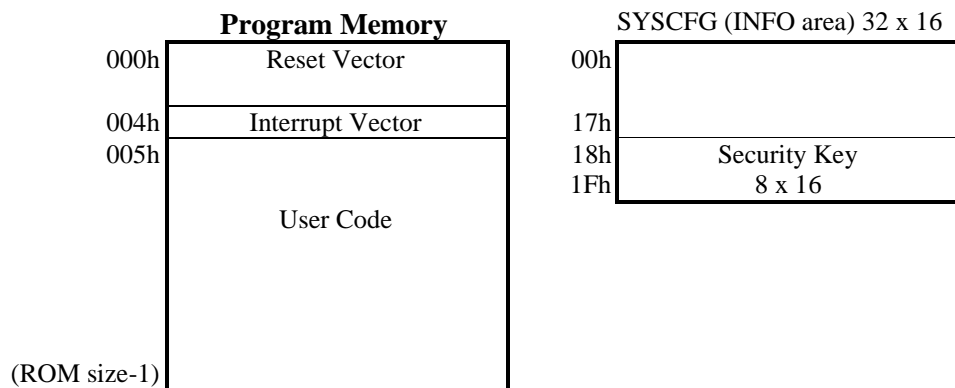 Program Memory
000h Reset Vector
004h Interrupt Vector
005h
User Code
(ROM size-1)
SYSCFG (INFO area) 32 x 16
00h
17h
18h Security Key
1Fh 8 x 16